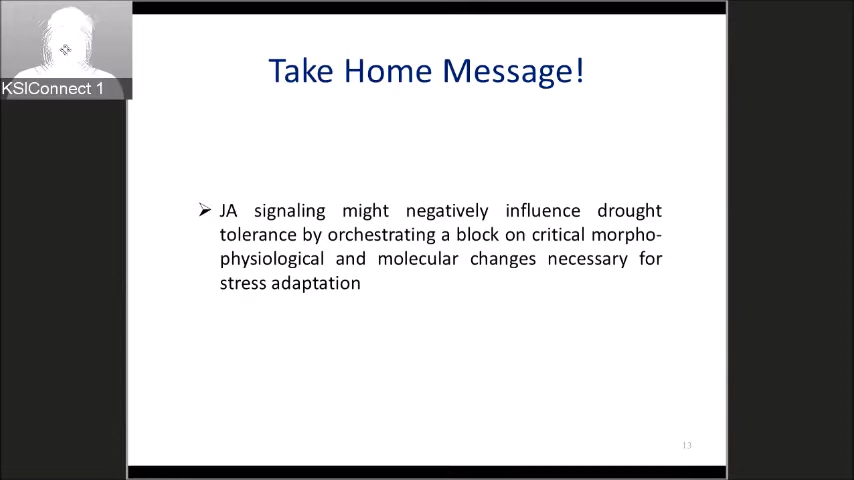 KSIConnect 1
Take Home Message!
➢ JA signaling might negatively influence drought
tolerance by orchestrating a block on critical morpho-
physiological and molecular changes necessary for
stress adaptation
13